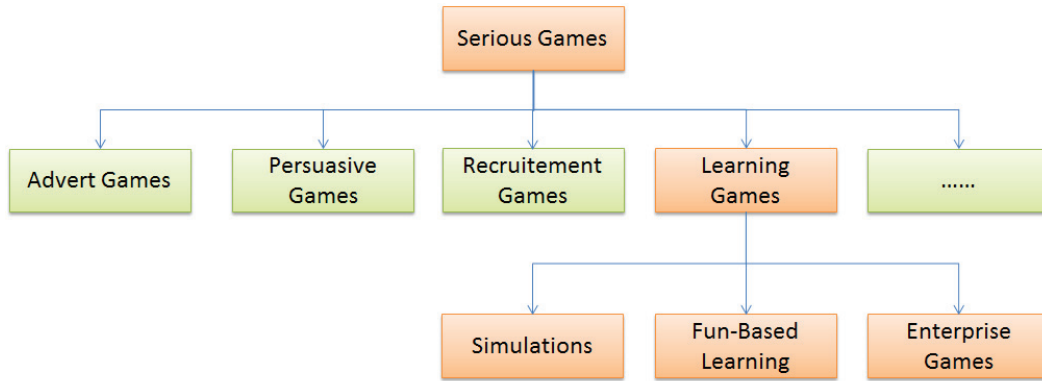 Serious Games
Advert Games
Persuasive
Games
Recruitement
Games
Learning
Games
......
Simulations
Fun-Based
Learning
Enterprise
Games